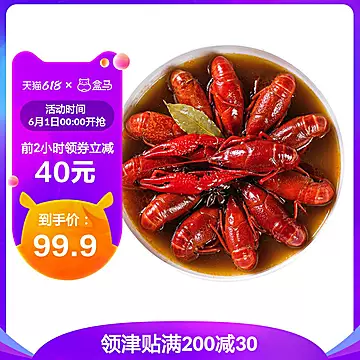 天猫618 × 盒马
活动时间
6月1日00:00开抢
前2小时领券立减
40元
到手价：
99.9
领津贴满200减30